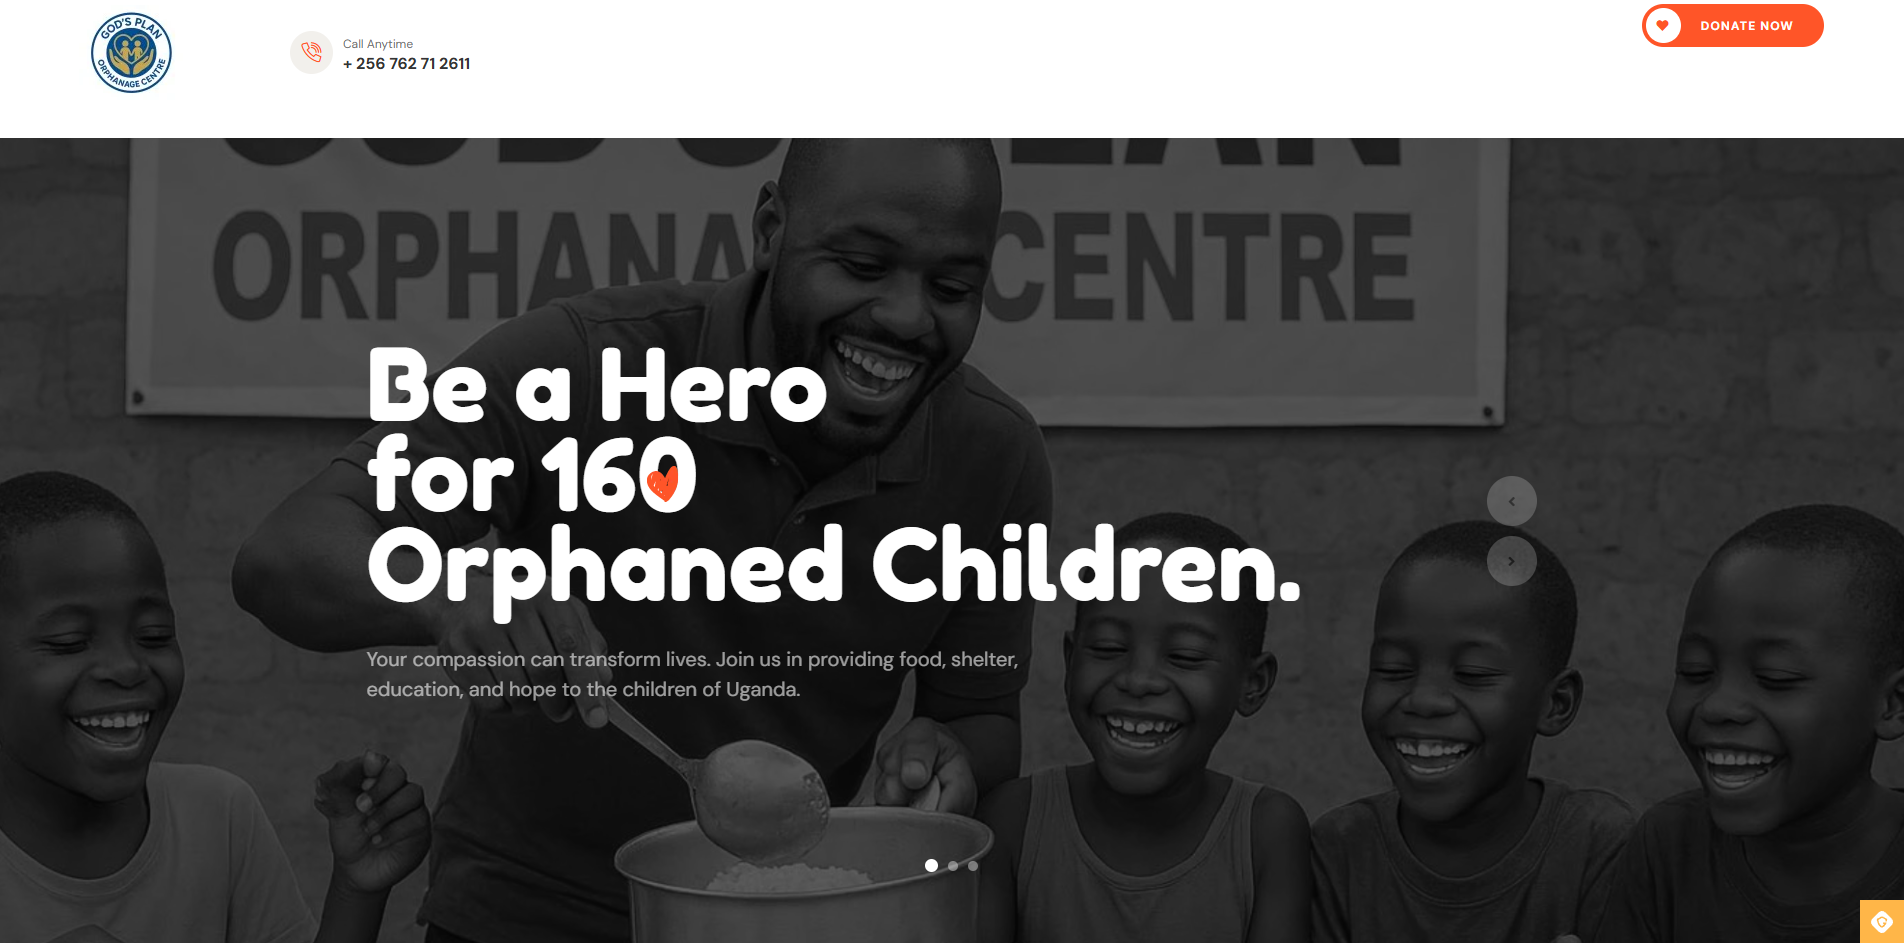 GOD'S PLAN
ORPHANAGE CENTRE
Call Anytime
+ 256 762 71 2611
DONATE NOW
ORPHANA CENTRE
Be a Hero
for 160
Orphaned Children.
Your compassion can transform lives. Join us in providing food, shelter,
education, and hope to the children of Uganda.